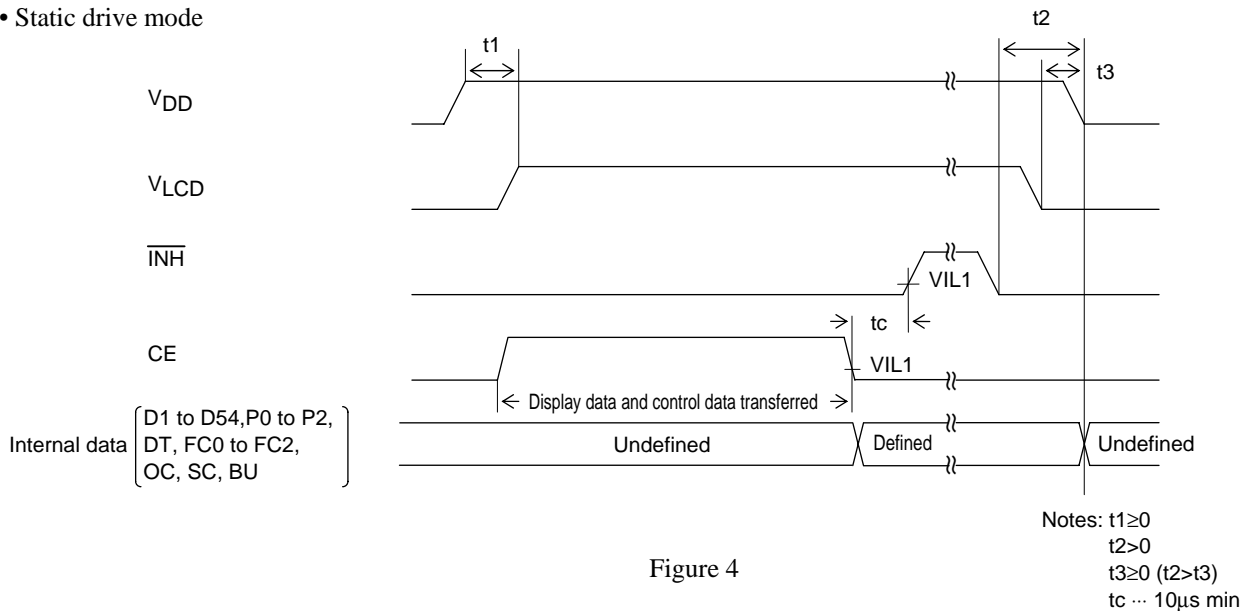 • Static drive mode
t2
t1
t3
VDD
VLCD
INH
VIL1
tc
CE
VIL1
Display data and control data transferred
Internal data
D1 to D54,P0 to P2,
DT, FC0 to FC2,
OC, SC, BU
Undefined
Defined
Undefined
Notes: t1≥0
t2>0
t3≥0 (t2>t3)
tc ··· 10μs min
Figure 4